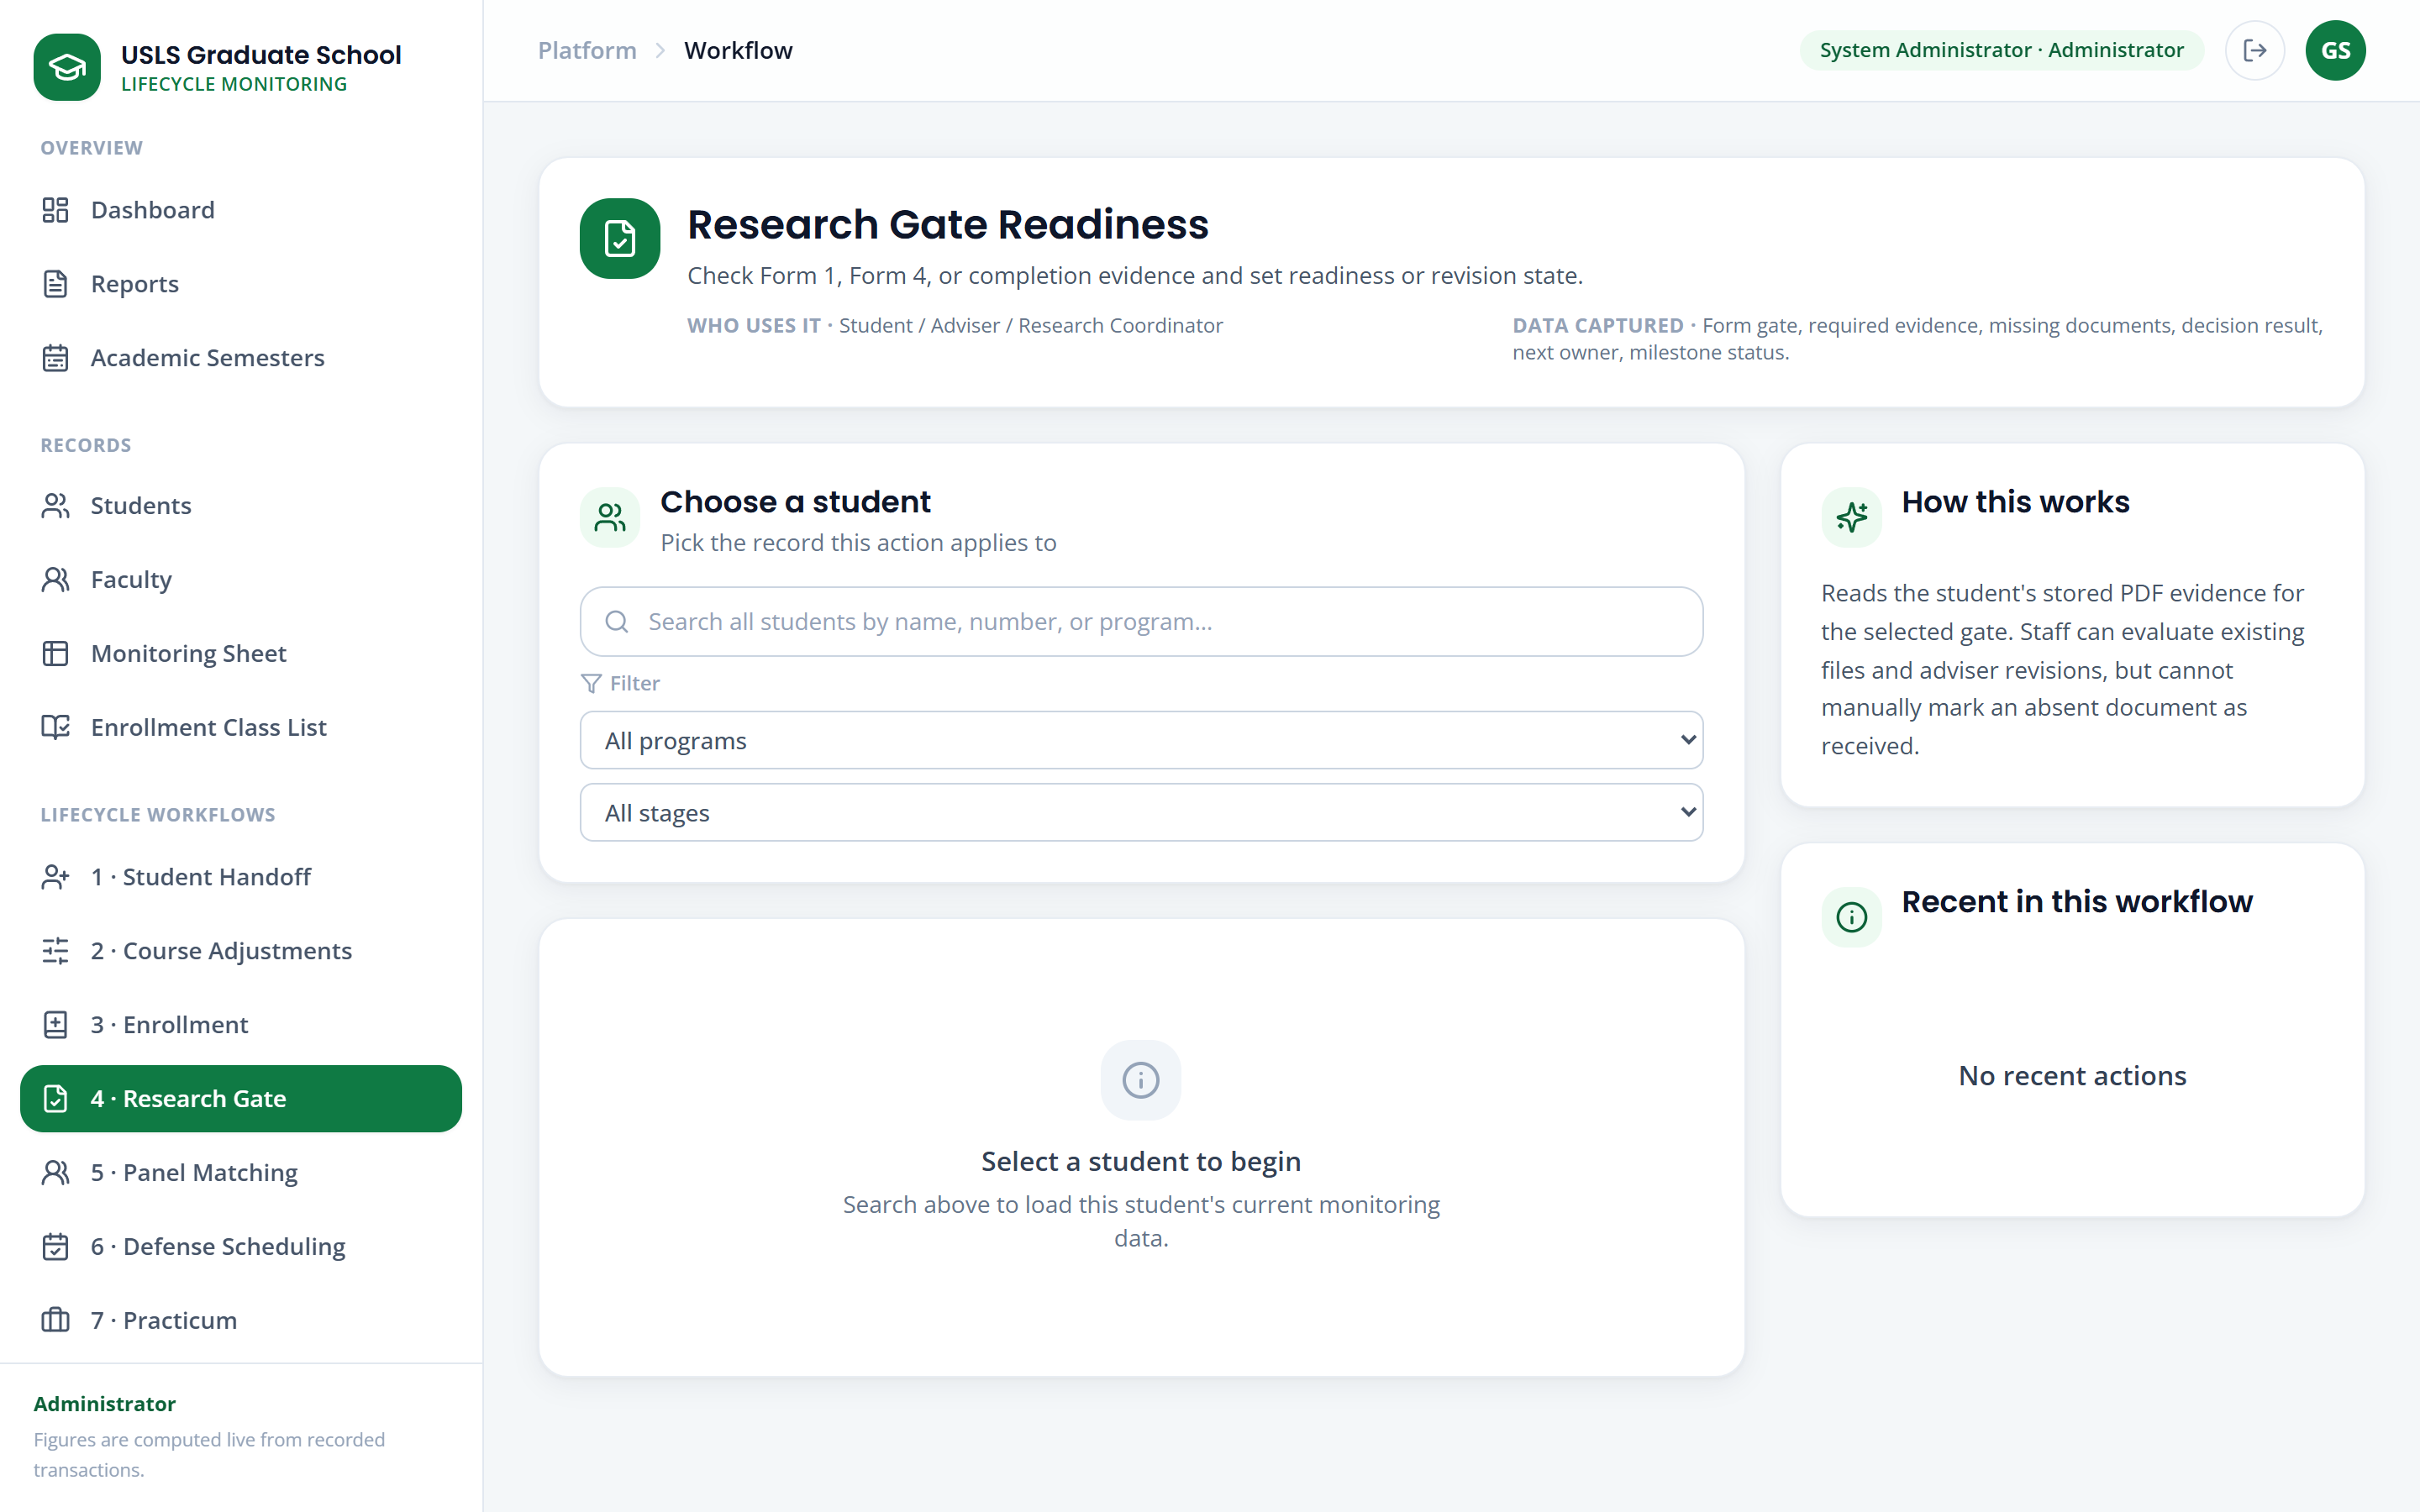 USLS Graduate School
LIFECYCLE MONITORING
OVERVIEW
Dashboard
Reports
Academic Semesters
RECORDS
Students
Faculty
Monitoring Sheet
Enrollment Class List
LIFECYCLE WORKFLOWS
1 · Student Handoff
2 · Course Adjustments
3 · Enrollment
4 · Research Gate
5 · Panel Matching
6 · Defense Scheduling
7 · Practicum
Administrator
Figures are computed live from recorded
transactions.
Platform > Workflow
System Administrator · Administrator
GS
Research Gate Readiness
Check Form 1, Form 4, or completion evidence and set readiness or revision state.
WHO USES IT · Student / Adviser / Research Coordinator
DATA CAPTURED · Form gate, required evidence, missing documents, decision result,
next owner, milestone status.
Choose a student
Pick the record this action applies to
Search all students by name, number, or program...
Filter
All programs
All stages
Select a student to begin
Search above to load this student's current monitoring
data.
How this works
Reads the student's stored PDF evidence for
the selected gate. Staff can evaluate existing
files and adviser revisions, but cannot
manually mark an absent document as
received.
Recent in this workflow
No recent actions